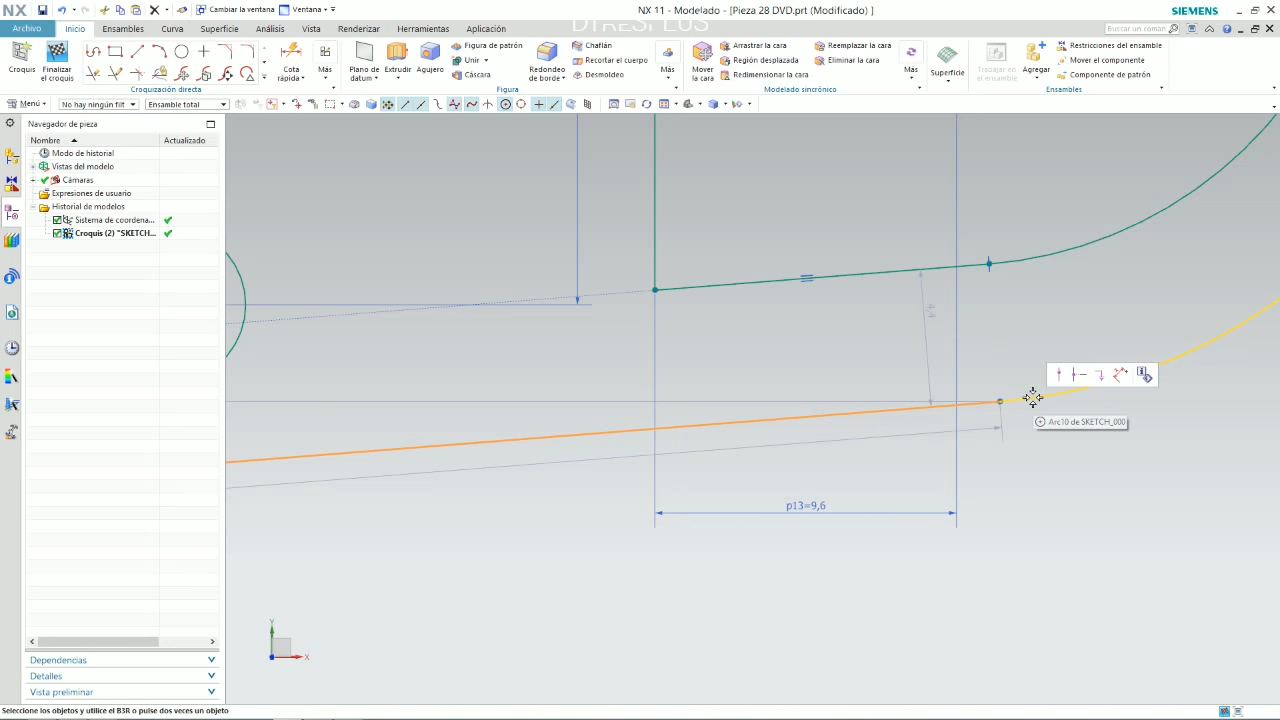 NX
Cambiar la ventana
Ventana
NX 11 - Modelado - [Pieza 28 DVD.prt (Modificado) ]
SIEMENS
DTRESPLUS
Archivo
Inicio
Ensambles
Curva
Superficie
Análisis
Vista
Renderizar
Herramientas
Aplicación
Buscar un coman
Croquis
Finalizar
el croquis
Cota
rápida
Más
Croquización directa
Plano de
datum
Extrudir
Agujero
Figura de patrón
Unir
Cáscara
Redondeo
de borde
Chaflán
Recortar el cuerpo
Desmoldeo
Más
Figura
Mover
la cara
Arrastrar la cara
Región desplazada
Redimensionar la cara
Reemplazar la cara
Eliminar la cara
Más
Modelado sincrónico
Superficie
Trabajar en
el ensamble
Agregar
Restricciones del ensamble
Mover el componente
Componente de patrón
Ensambles
Menú
No hay ningún filt
Ensamble total
Navegador de pieza
Nombre
Actualizado
Modo de historial
Vistas del modelo
Cámaras
Expresiones de usuario
Historial de modelos
Sistema de coordena...
Croquis (2) "SKETCH...
4,4
Arc10 de SKETCH_000
p13=9,6
Y
X
Dependencias
Detalles
Vista preliminar
Seleccione los objetos y utilice el B3R o pulse dos veces un objeto